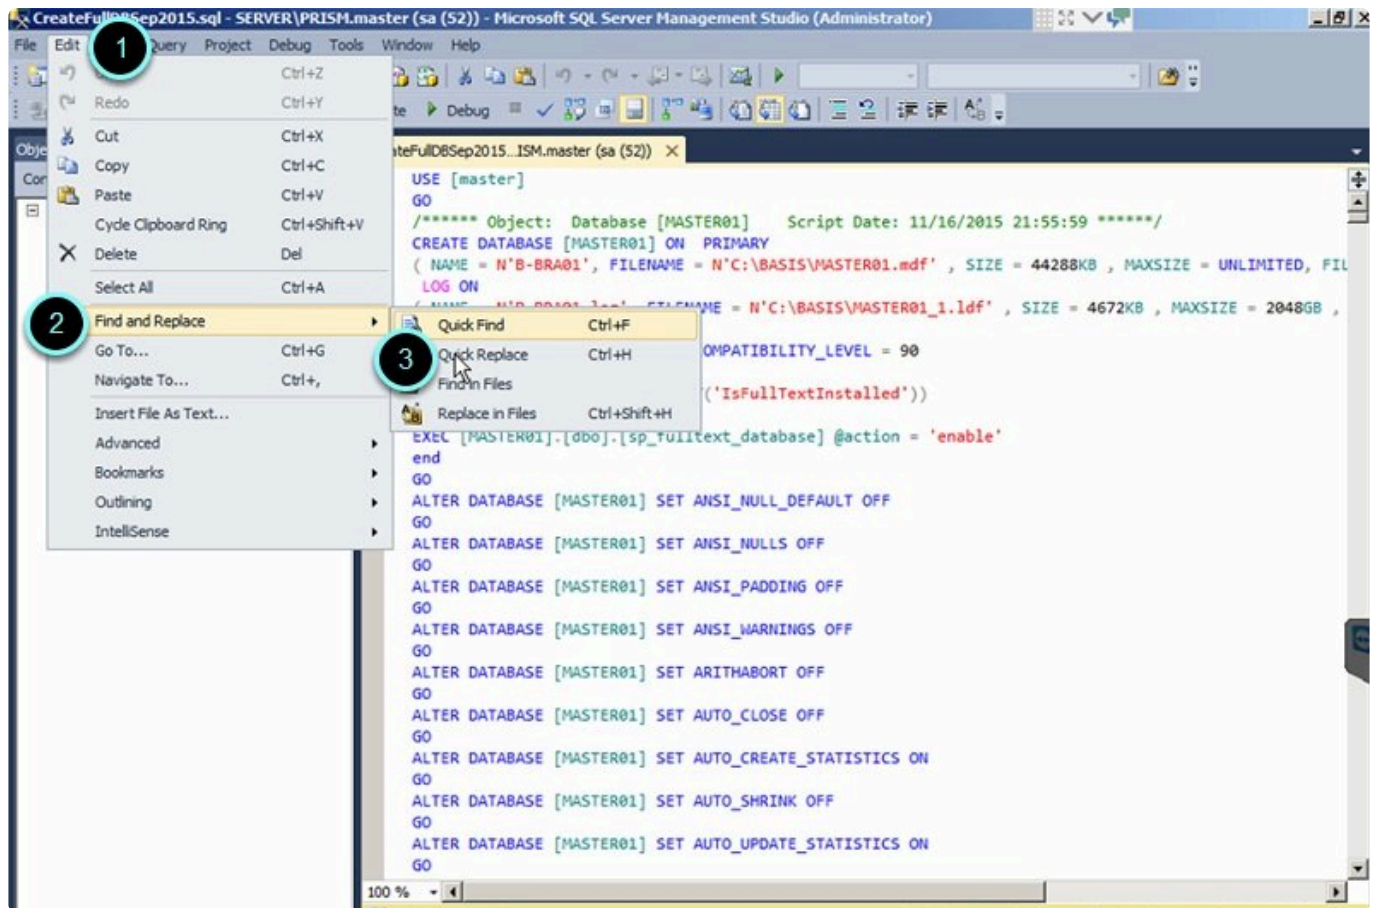 CreateFullDBSep2015.sql - SERVER\PRISM.master (sa (52)) - Microsoft SQL Server Management Studio (Administrator)
File Edit 1 Query Project Debug Tools Window Help
Ctrl+Z
Redo Ctrl+Y
Cut Ctrl+X
Copy Ctrl+C
Paste Ctrl+V
Cycle Clipboard Ring Ctrl+Shift+V
Delete Del
Select All Ctrl+A
2 Find and Replace
Go To... Ctrl+G
Navigate To... Ctrl+,
Insert File As Text...
Advanced
Bookmarks
Outlining
IntelliSense
Quick Find Ctrl+F
3 Quick Replace Ctrl+H
Find in Files
Replace in Files Ctrl+Shift+H
te Debug
Obje
Cor
ateFullDBSep2015...ISM.master (sa (52))
USE [master]
GO
/****** Object: Database [MASTER01] Script Date: 11/16/2015 21:55:59 ******/
CREATE DATABASE [MASTER01] ON PRIMARY
( NAME = N'B-BRA01', FILENAME = N'C:\BASIS\MASTER01.mdf' , SIZE = 44288KB , MAXSIZE = UNLIMITED, FIL
LOG ON
= N'C:\BASIS\MASTER01_1.ldf' , SIZE = 4672KB , MAXSIZE = 2048GB ,
OMPATIBILITY_LEVEL = 90
('IsFullTextInstalled'))
EXEC [MASTER01].[dbo].[sp_fulltext_database] @action = 'enable'
end
GO
ALTER DATABASE [MASTER01] SET ANSI_NULL_DEFAULT OFF
GO
ALTER DATABASE [MASTER01] SET ANSI_NULLS OFF
GO
ALTER DATABASE [MASTER01] SET ANSI_PADDING OFF
GO
ALTER DATABASE [MASTER01] SET ANSI_WARNINGS OFF
GO
ALTER DATABASE [MASTER01] SET ARITHABORT OFF
GO
ALTER DATABASE [MASTER01] SET AUTO_CLOSE OFF
GO
ALTER DATABASE [MASTER01] SET AUTO_CREATE_STATISTICS ON
GO
ALTER DATABASE [MASTER01] SET AUTO_SHRINK OFF
GO
ALTER DATABASE [MASTER01] SET AUTO_UPDATE_STATISTICS ON
GO
100 %